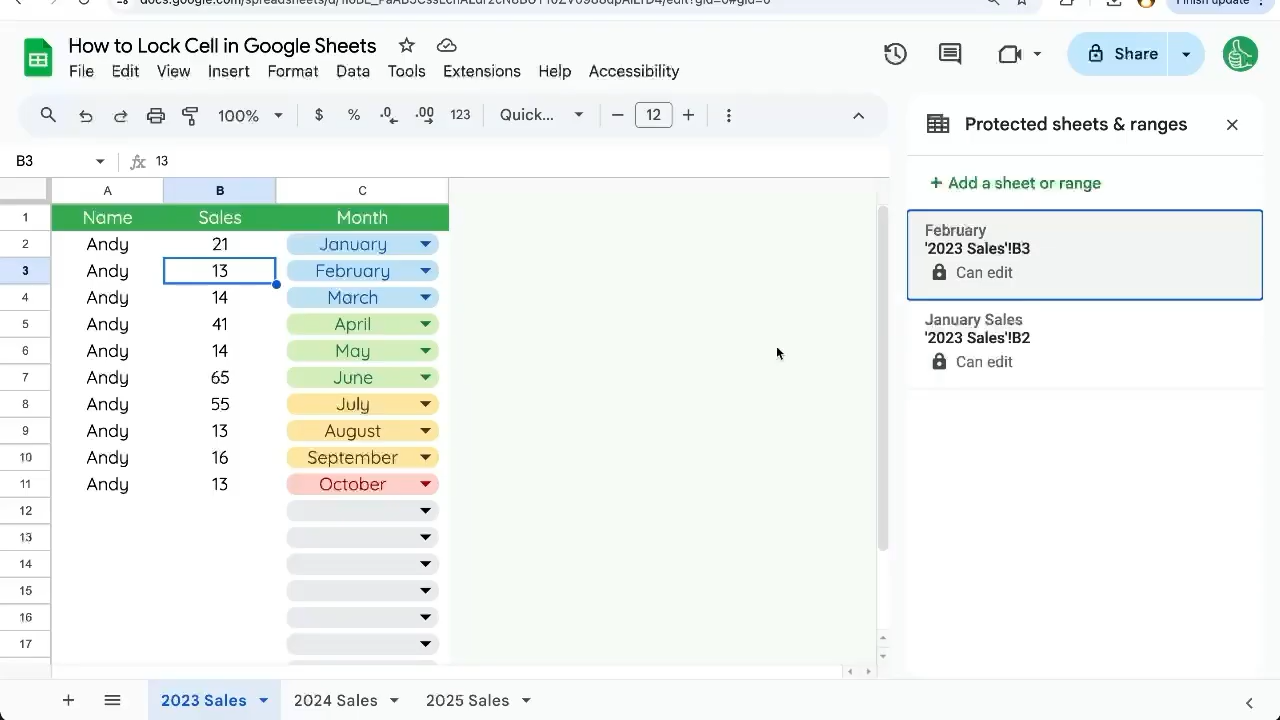 How to Lock Cell in Google Sheets
File Edit View Insert Format Data Tools Extensions Help Accessibility
Share
100% $ % .0 .00 123 Quick... − 12 +
B3 fx 13
Protected sheets & ranges
+ Add a sheet or range
February
'2023 Sales'!B3
Can edit
January Sales
'2023 Sales'!B2
Can edit
A B C
1 Name Sales Month
2 Andy 21 January
3 Andy 13 February
4 Andy 14 March
5 Andy 41 April
6 Andy 14 May
7 Andy 65 June
8 Andy 55 July
9 Andy 13 August
10 Andy 16 September
11 Andy 13 October
12
13
14
15
16
17
+ 2023 Sales 2024 Sales 2025 Sales